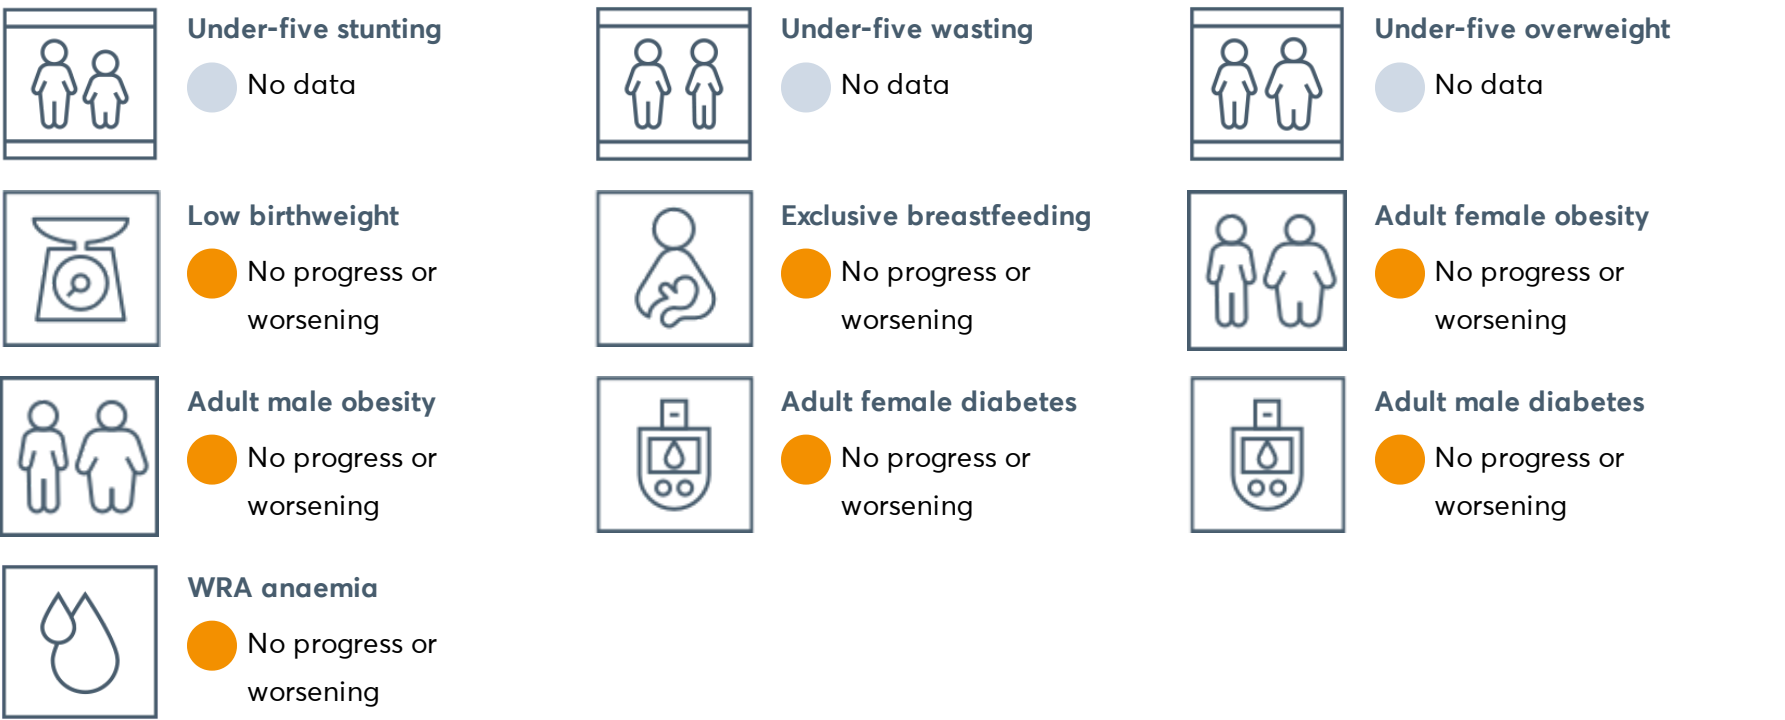 Under-five stunting
No data
Under-five wasting
No data
Under-five overweight
No data
Low birthweight
No progress or
worsening
Exclusive breastfeeding
No progress or
worsening
Adult female obesity
No progress or
worsening
Adult male obesity
No progress or
worsening
Adult female diabetes
No progress or
worsening
Adult male diabetes
No progress or
worsening
WRA anaemia
No progress or
worsening